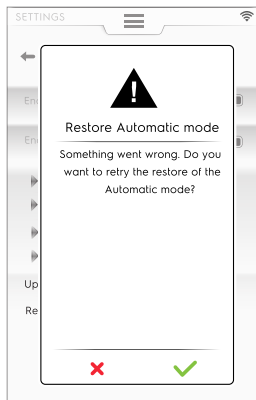 SETTINGS
Restore Automatic mode
Something went wrong. Do you
want to retry the restore of the
Automatic mode?
Up
Re